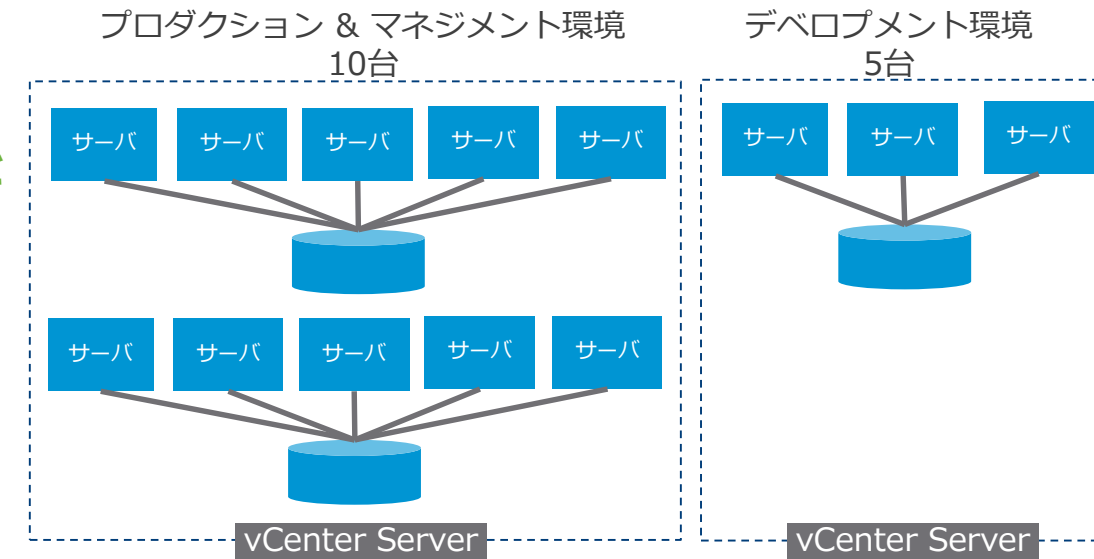 プロダクション & マネジメント環境
10台
サーバ
サーバ
サーバ
サーバ
サーバ
サーバ
サーバ
サーバ
サーバ
サーバ
vCenter Server
デベロプメント環境
5台
サーバ
サーバ
サーバ
vCenter Server